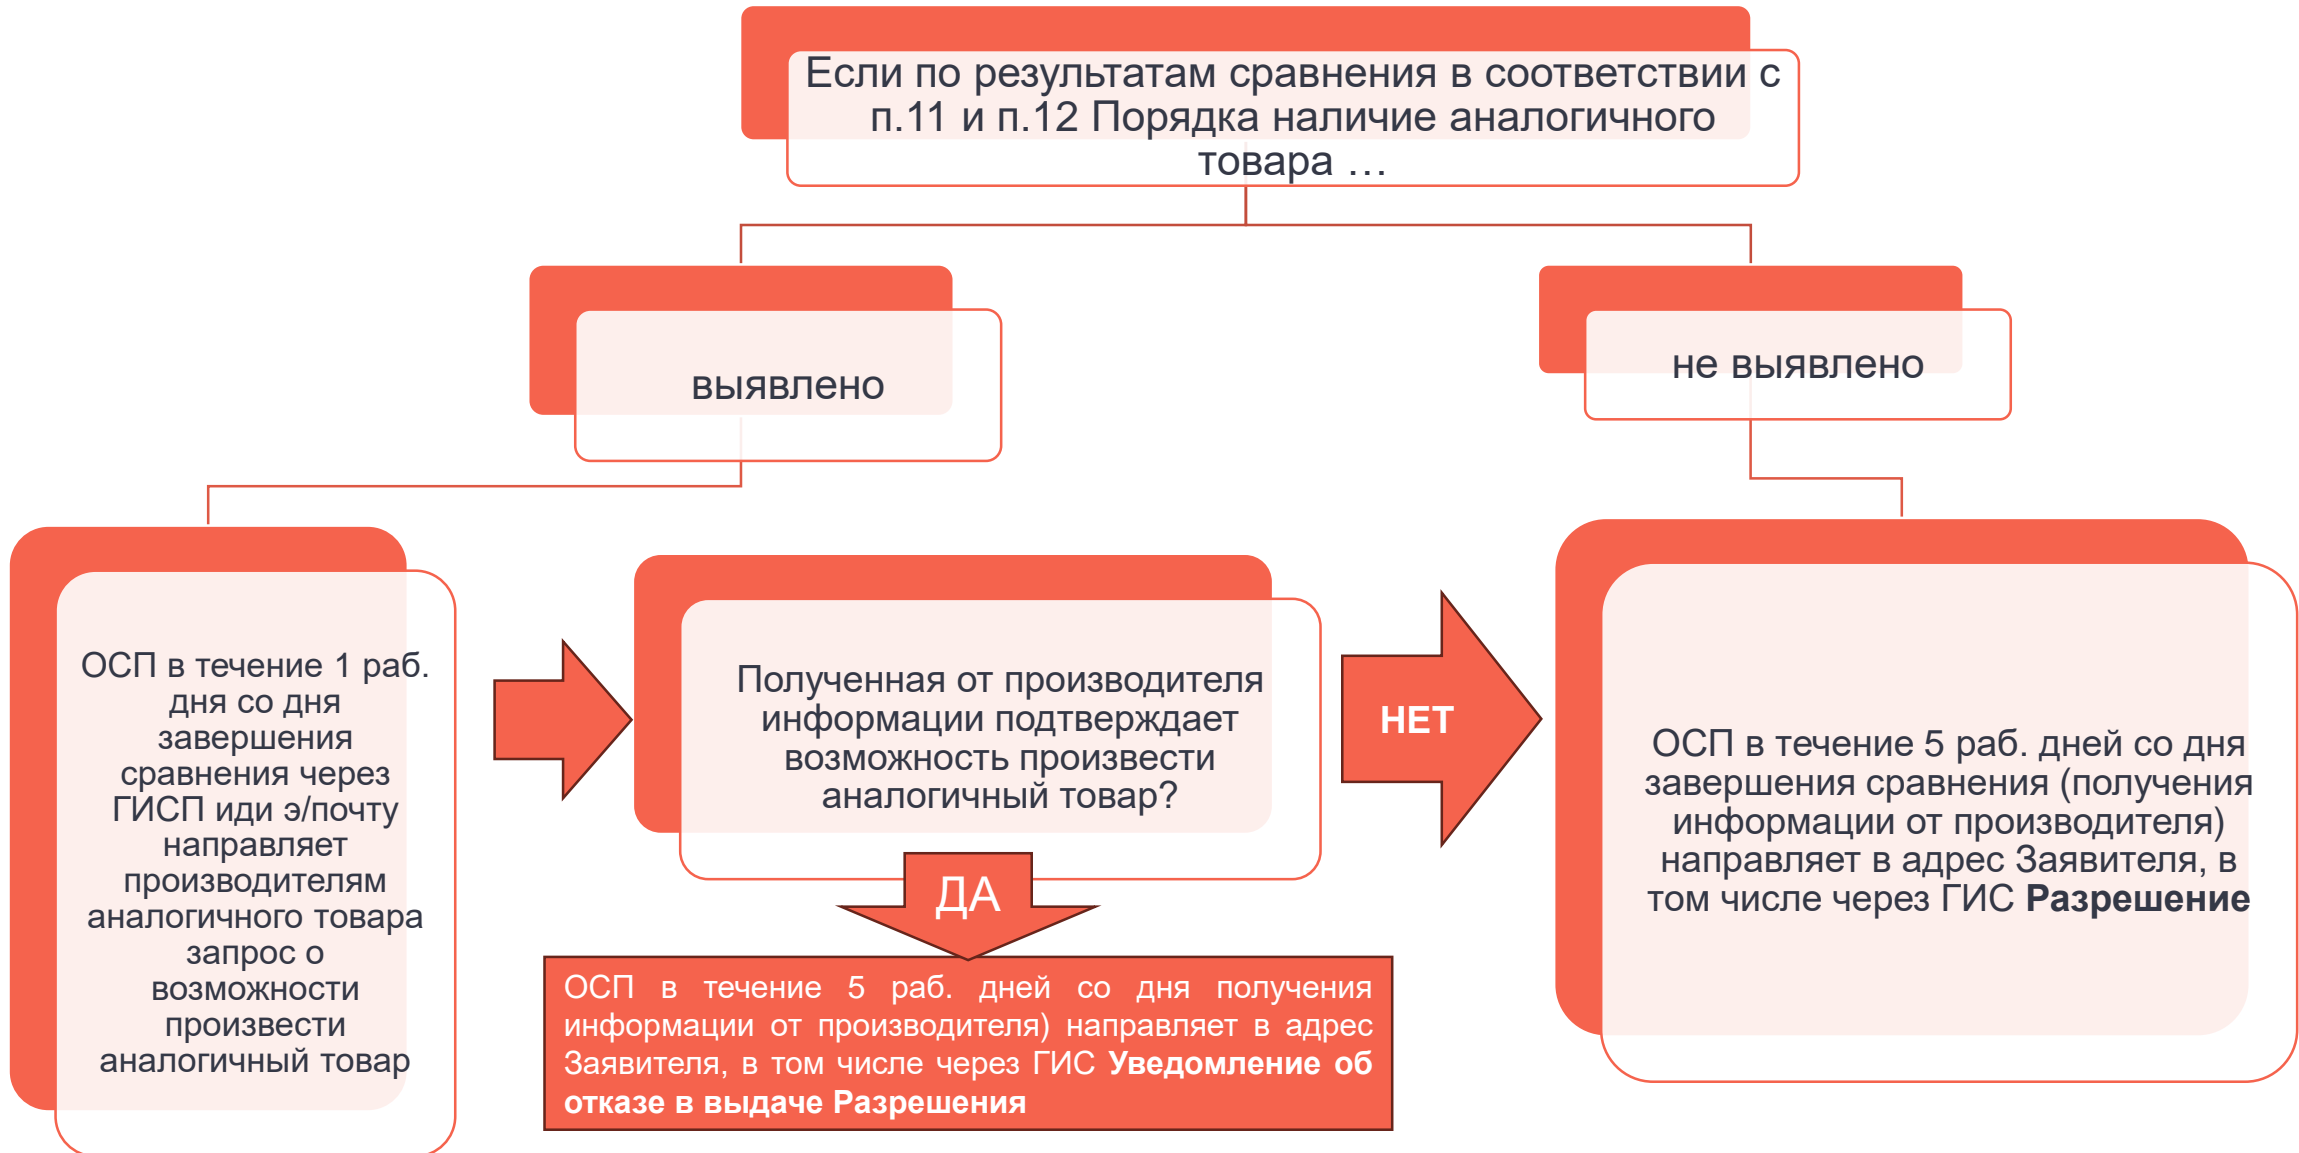 Если по результатам сравнения в соответствии с
п.11 и п.12 Порядка наличие аналогичного
товара …
выявлено
не выявлено
ОСП в течение 1 раб.
дня со дня
завершения
сравнения через
ГИСП иди э/почту
направляет
производителям
аналогичного товара
запрос о
возможности
произвести
аналогичный товар
Полученная от производителя
информации подтверждает
возможность произвести
аналогичный товар?
НЕТ
ДА
ОСП в течение 5 раб. дней со дня получения
информации от производителя) направляет в адрес
Заявителя, в том числе через ГИС Уведомление об
отказе в выдаче Разрешения
ОСП в течение 5 раб. дней со дня
завершения сравнения (получения
информации от производителя)
направляет в адрес Заявителя, в
том числе через ГИС Разрешение